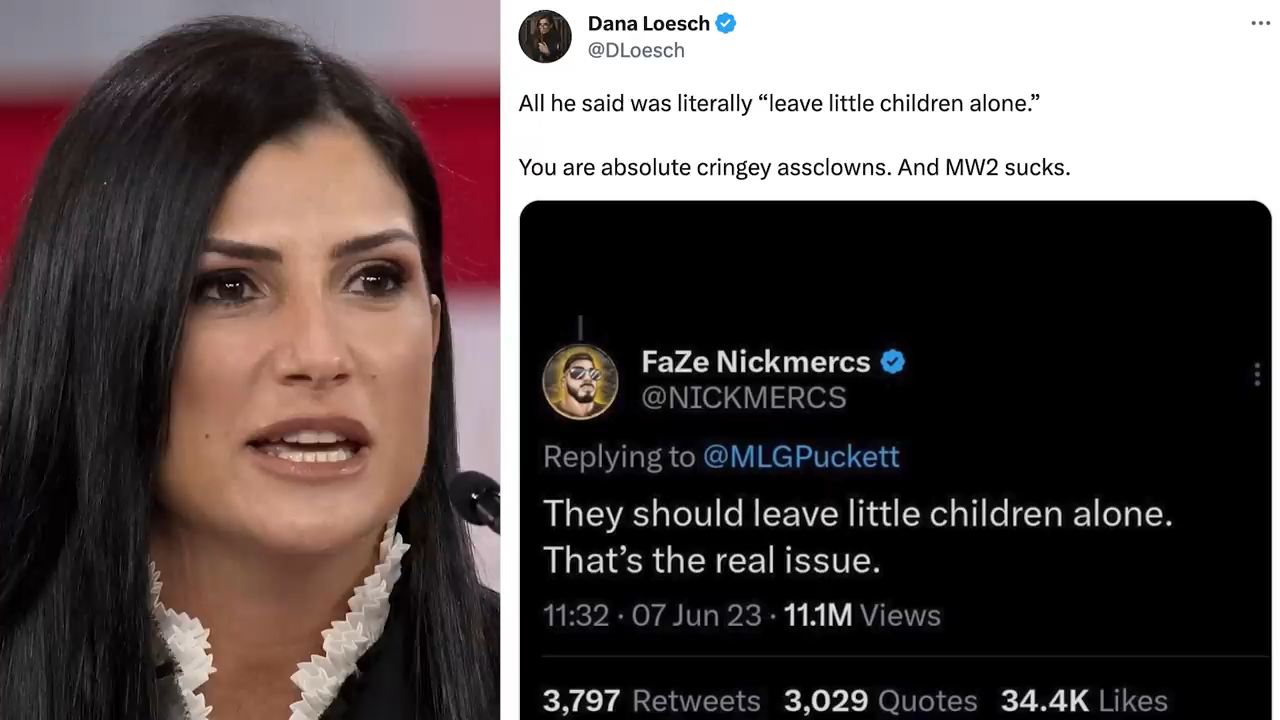 Dana Loesch
@DLoesch
All he said was literally “leave little children alone.”
You are absolute cringey assclowns. And MW2 sucks.
FaZe Nickmercs
@NICKMERCS
Replying to @MLGPuckett
They should leave little children alone.
That’s the real issue.
11:32 · 07 Jun 23 · 11.1M Views
3,797 Retweets 3,029 Quotes 34.4K Likes